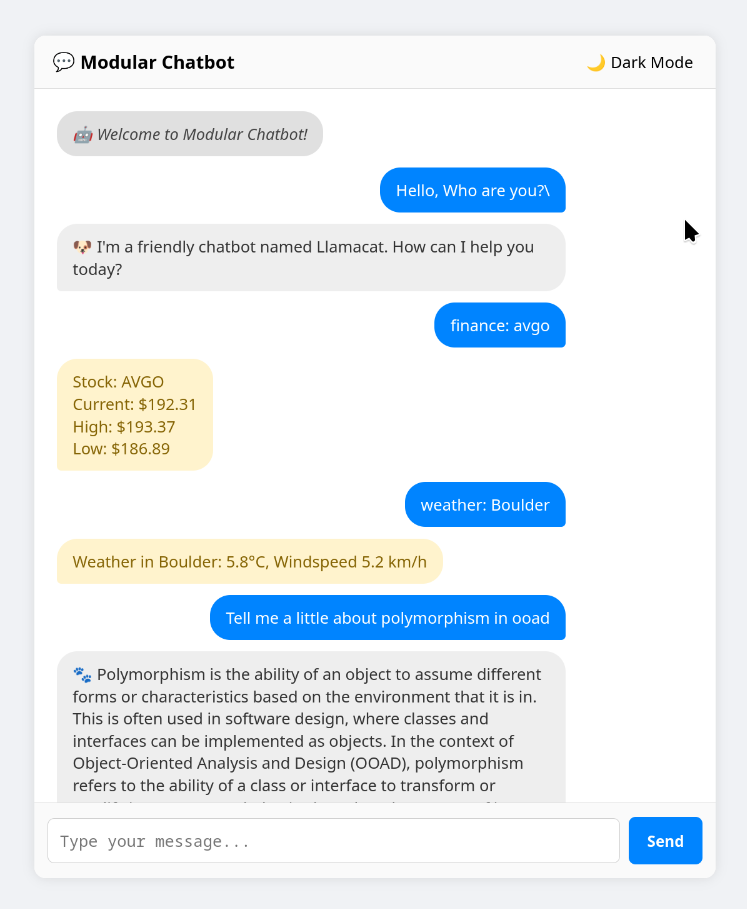 💬 Modular Chatbot
🌙 Dark Mode
🤖 Welcome to Modular Chatbot!
Hello, Who are you?\
🐶 I'm a friendly chatbot named Llamacat. How can I help you
today?
finance: avgo
Stock: AVGO
Current: $192.31
High: $193.37
Low: $186.89
weather: Boulder
Weather in Boulder: 5.8°C, Windspeed 5.2 km/h
Tell me a little about polymorphism in ooad
🐾 Polymorphism is the ability of an object to assume different
forms or characteristics based on the environment that it is in.
This is often used in software design, where classes and
interfaces can be implemented as objects. In the context of
Object-Oriented Analysis and Design (OOAD), polymorphism
refers to the ability of a class or interface to transform or
Type your message...
Send